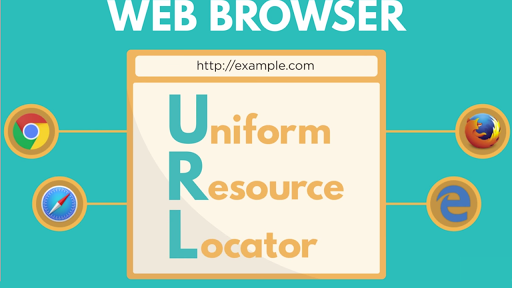 WEB BROWSER
http://example.com
Uniform
Resource
Locator